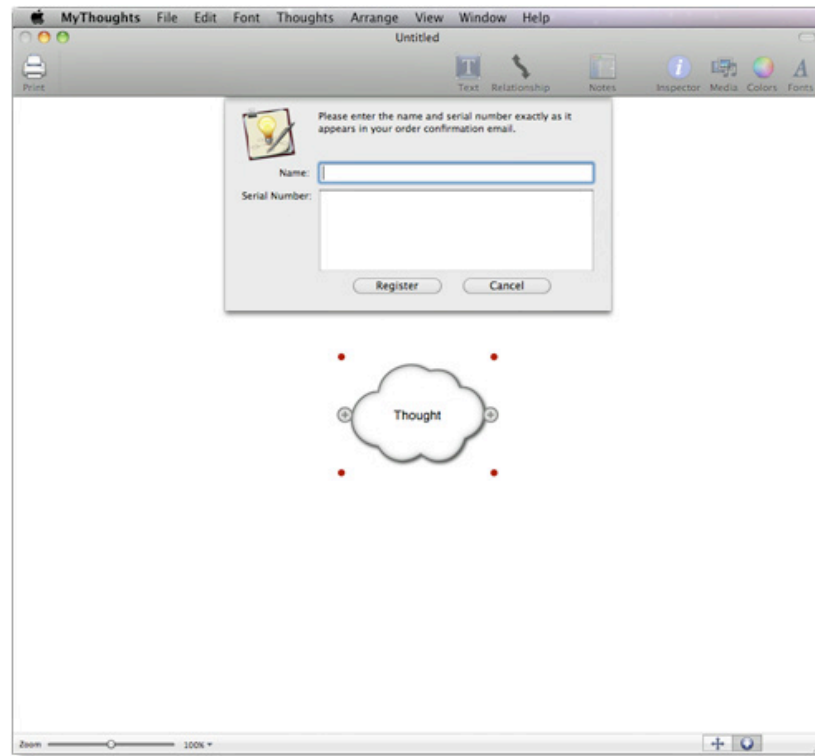 MyThoughts File Edit Font Thoughts Arrange View Window Help
Untitled
Print Text Relationship Notes Inspector Media Colors Fonts
Please enter the name and serial number exactly as it
appears in your order confirmation email.
Name:
Serial Number:
Register Cancel
Thought
Zoom 100%